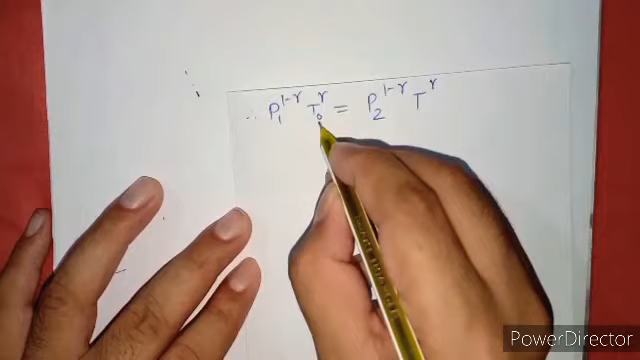 ∴ P₁^{1-γ} T₀^γ = P₂^{1-γ} T^γ
PowerDirector